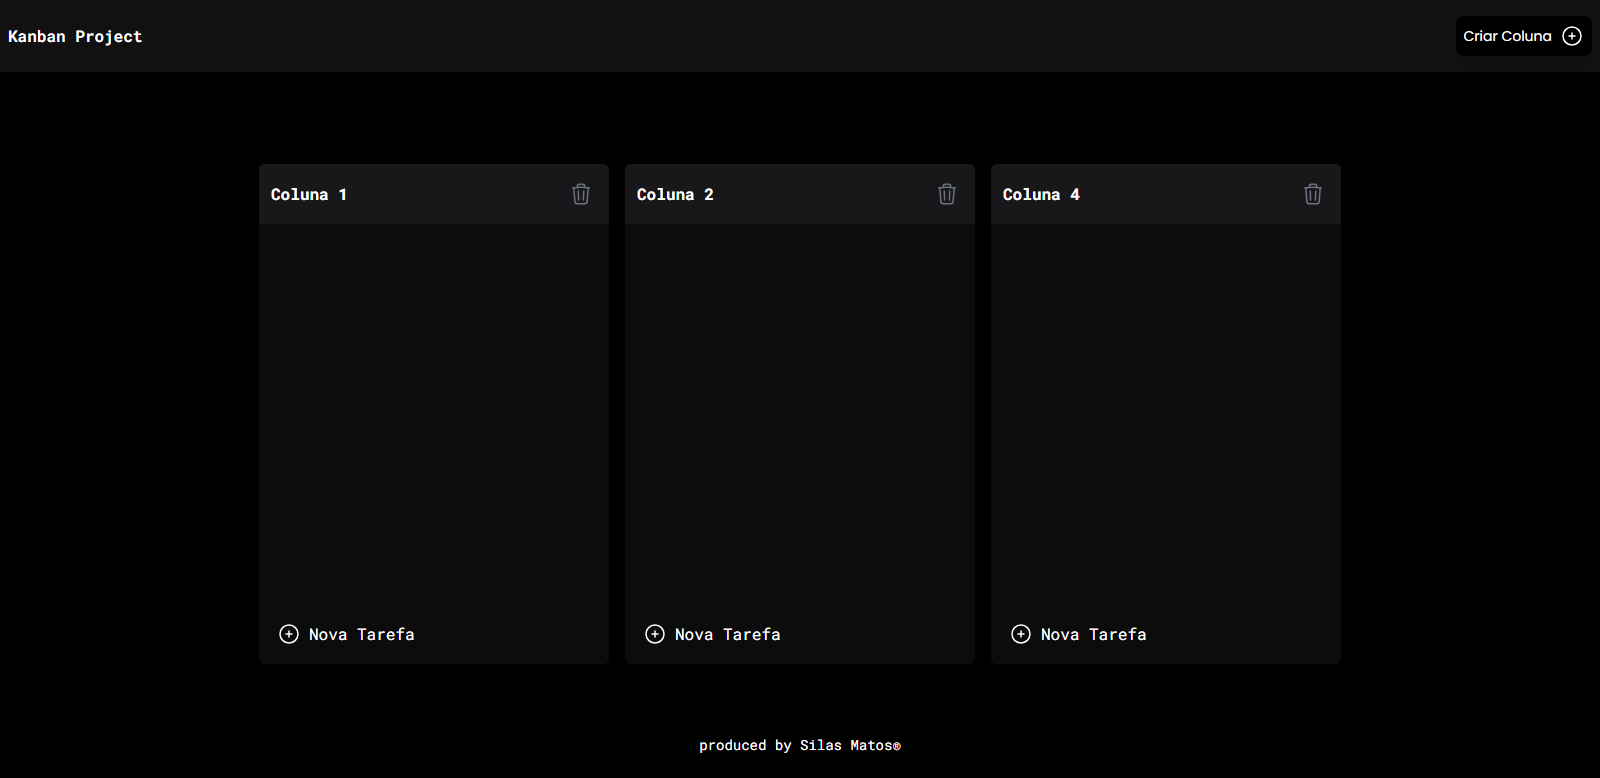 Kanban Project
Criar Coluna
Coluna 1
Coluna 2
Coluna 4
Nova Tarefa
Nova Tarefa
Nova Tarefa
produced by Silas Matos®